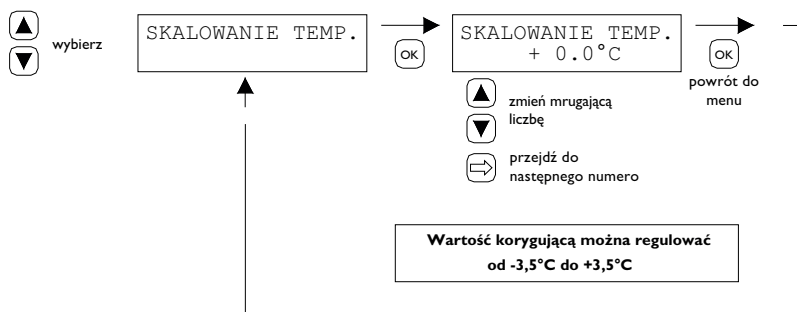 wybierz
SKALOWANIE TEMP.
OK
SKALOWANIE TEMP.
+ 0.0°C
OK
powrót do
menu
zmień mrugającą
liczbę
przejdź do
następnego numero
Wartość korygującą można regulować
od -3,5°C do +3,5°C